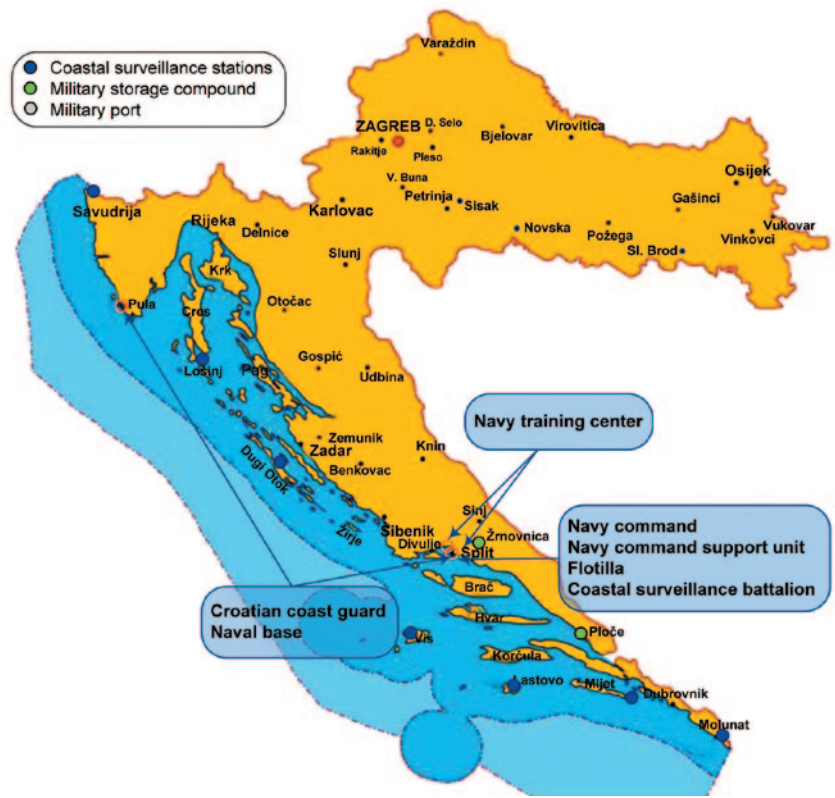 Coastal surveillance stations
Military storage compound
Military port
Varaždin
ZAGREB
D. Selo
Bjelovar
Virovitica
Rakitje
Pleso
V. Buna
Petrinja
Sisak
Osijek
Gašinci
Savudrija
Rijeka
Karlovac
Delnice
Novska
Požega
Vukovar
Vinkovci
Sl. Brod
Slunj
Krk
Pula
Cres
Otočac
Lošinj
Pag
Gospić
Udbina
Navy training center
Zemunik
Zadar
Knin
Benkovac
Dugi Otok
Sinj
Žirje
Šibenik
Divulje
Žrnovnica
Split
Navy command
Navy command support unit
Flotilla
Coastal surveillance battalion
Brač
Croatian coast guard
Naval base
Hvar
Vis
Ploče
Korčula
Lastovo
Mljet
Dubrovnik
Molunat